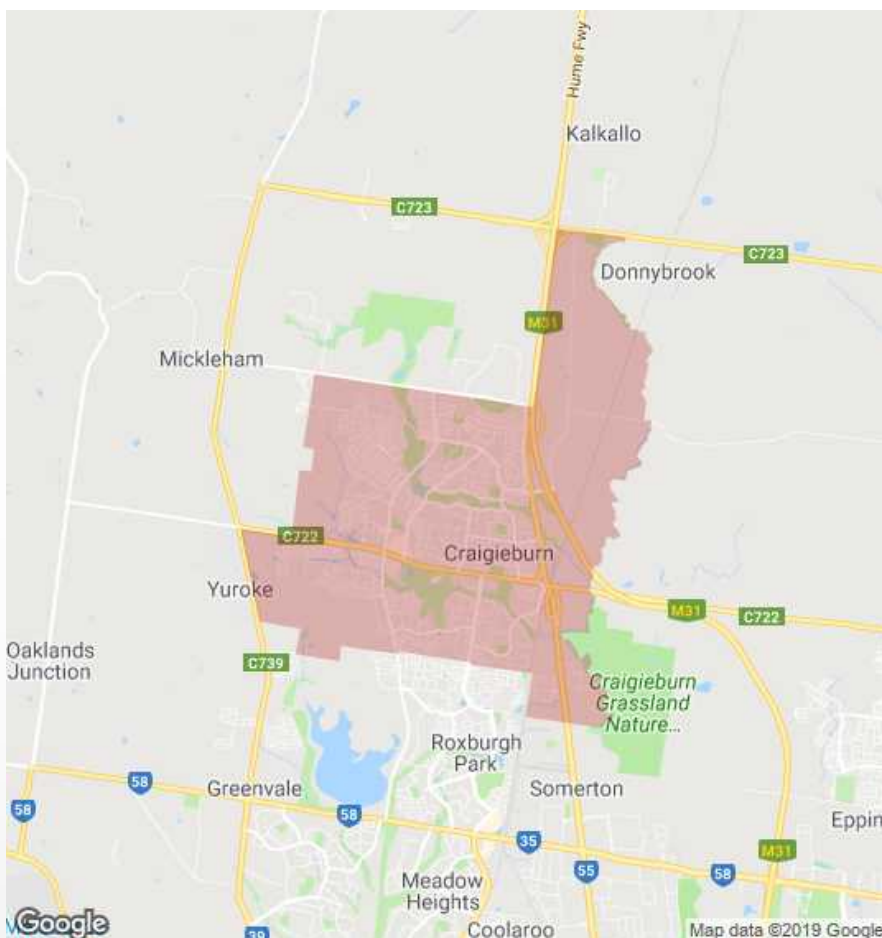 Hume Fwy
Kalkallo
C723
Donnybrook
C723
M31
Mickleham
C722
Craigieburn
Yuroke
M31
C722
Oaklands
Junction
C739
Craigieburn
Grassland
Nature...
Roxburgh
Park
58
Greenvale
Somerton
58
58
Eppin
35
M31
55
58
Meadow
Heights
39
Coolaroo
Google
Map data ©2019 Google